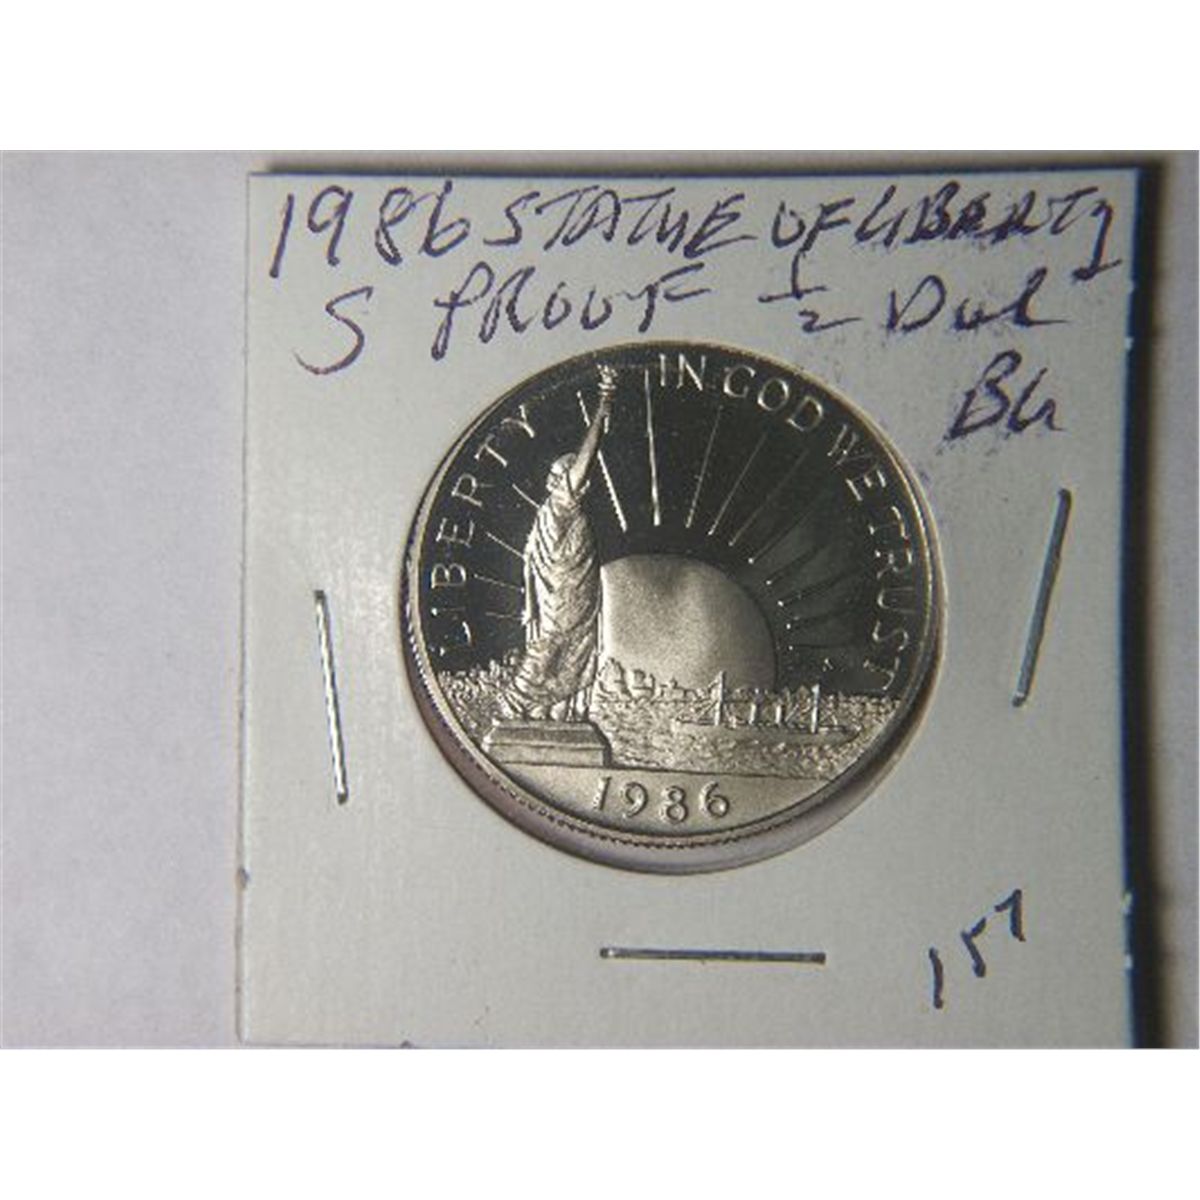 1986 STATUE OF LIBERTY
S PROOF 1/2 Dol
BU
LIBERTY
IN GOD WE TRUST
1986
157